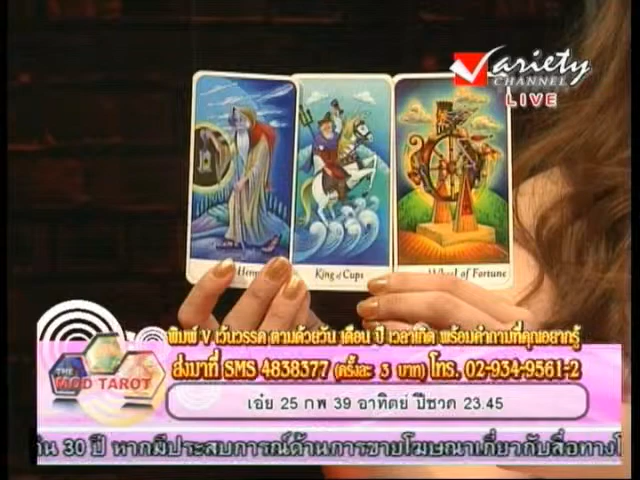 Variety
CHANNEL
LIVE
King of Cups
Wheel of Fortune
พิมพ์ V เว้นวรรค ตามด้วยวัน เดือน ปี เวลาเกิด พร้อมคำถามที่คุณอยากรู้
ส่งมาที่ SMS 4838377 (ครั้งละ 3 บาท) โทร. 02-934-9561-2
THE
MOD TAROT
เอ๋ย 25 กพ 39 อาทิตย์ ปีชวด 23.45
30 ปี หากมีประสบการณ์ด้านการขายโฆษณาเกี่ยวกับสื่อทาง